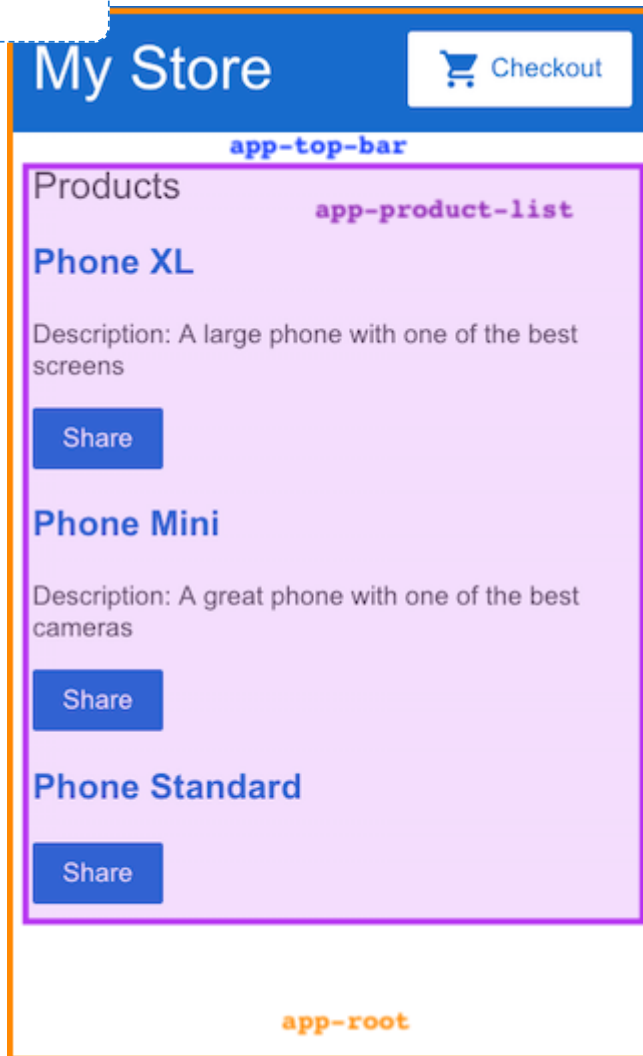 My Store
Checkout
app-top-bar
Products
app-product-list
Phone XL
Description: A large phone with one of the best
screens
Share
Phone Mini
Description: A great phone with one of the best
cameras
Share
Phone Standard
Share
app-root